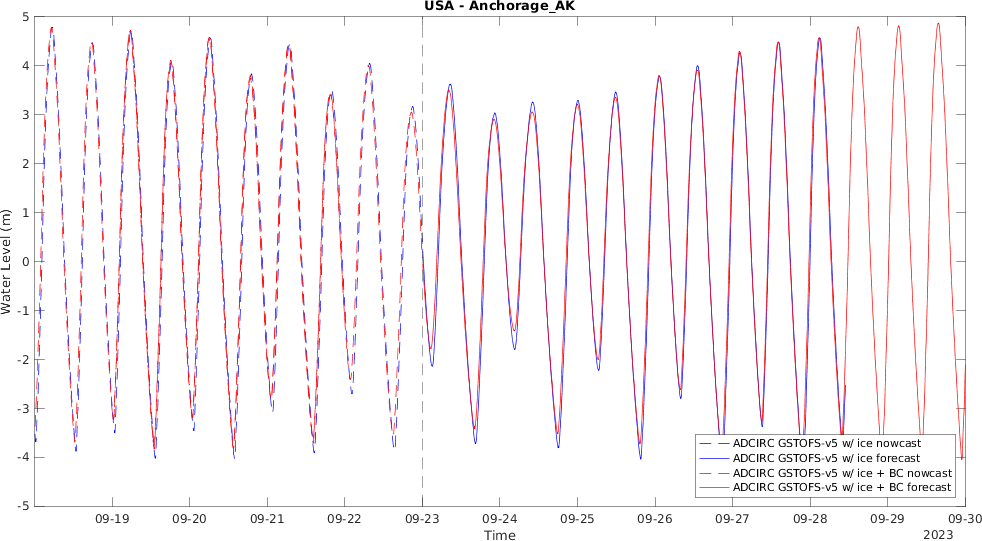 USA - Anchorage_AK
5
4
3
2
1
0
-1
-2
-3
-4
-5
Water Level (m)
ADCIRC GSTOFS-v5 w/ ice nowcast
ADCIRC GSTOFS-v5 w/ ice forecast
ADCIRC GSTOFS-v5 w/ ice + BC nowcast
ADCIRC GSTOFS-v5 w/ ice + BC forecast
09-19 09-20 09-21 09-22 09-23 09-24 09-25 09-26 09-27 09-28 09-29 09-30
Time
2023